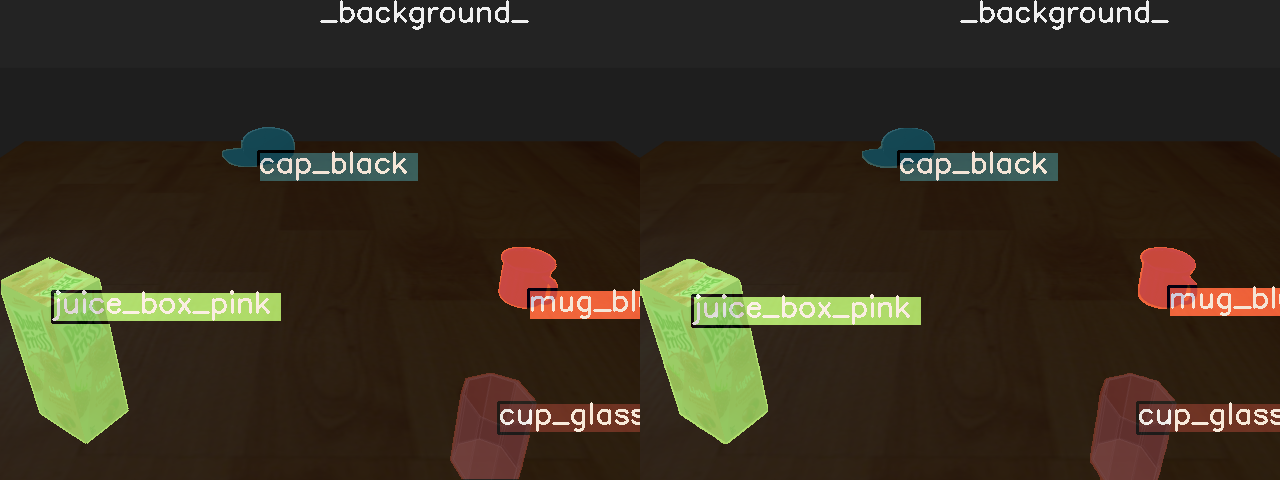 _background_ _background_
cap_black cap_black
juice_box_pink mug_bl juice_box_pink mug_bl
cup_glass cup_glass